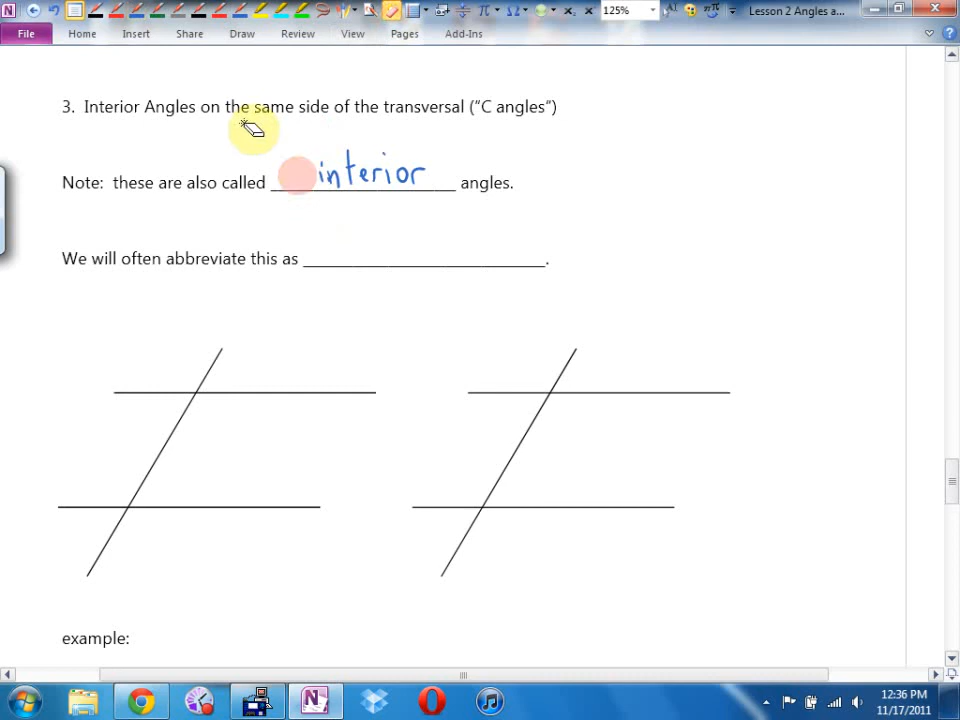 125%
Lesson 2 Angles a...
File Home Insert Share Draw Review View Pages Add-Ins
3. Interior Angles on the same side of the transversal ("C angles")
Note: these are also called interior angles.
We will often abbreviate this as ______________________.
example:
12:36 PM
11/17/2011